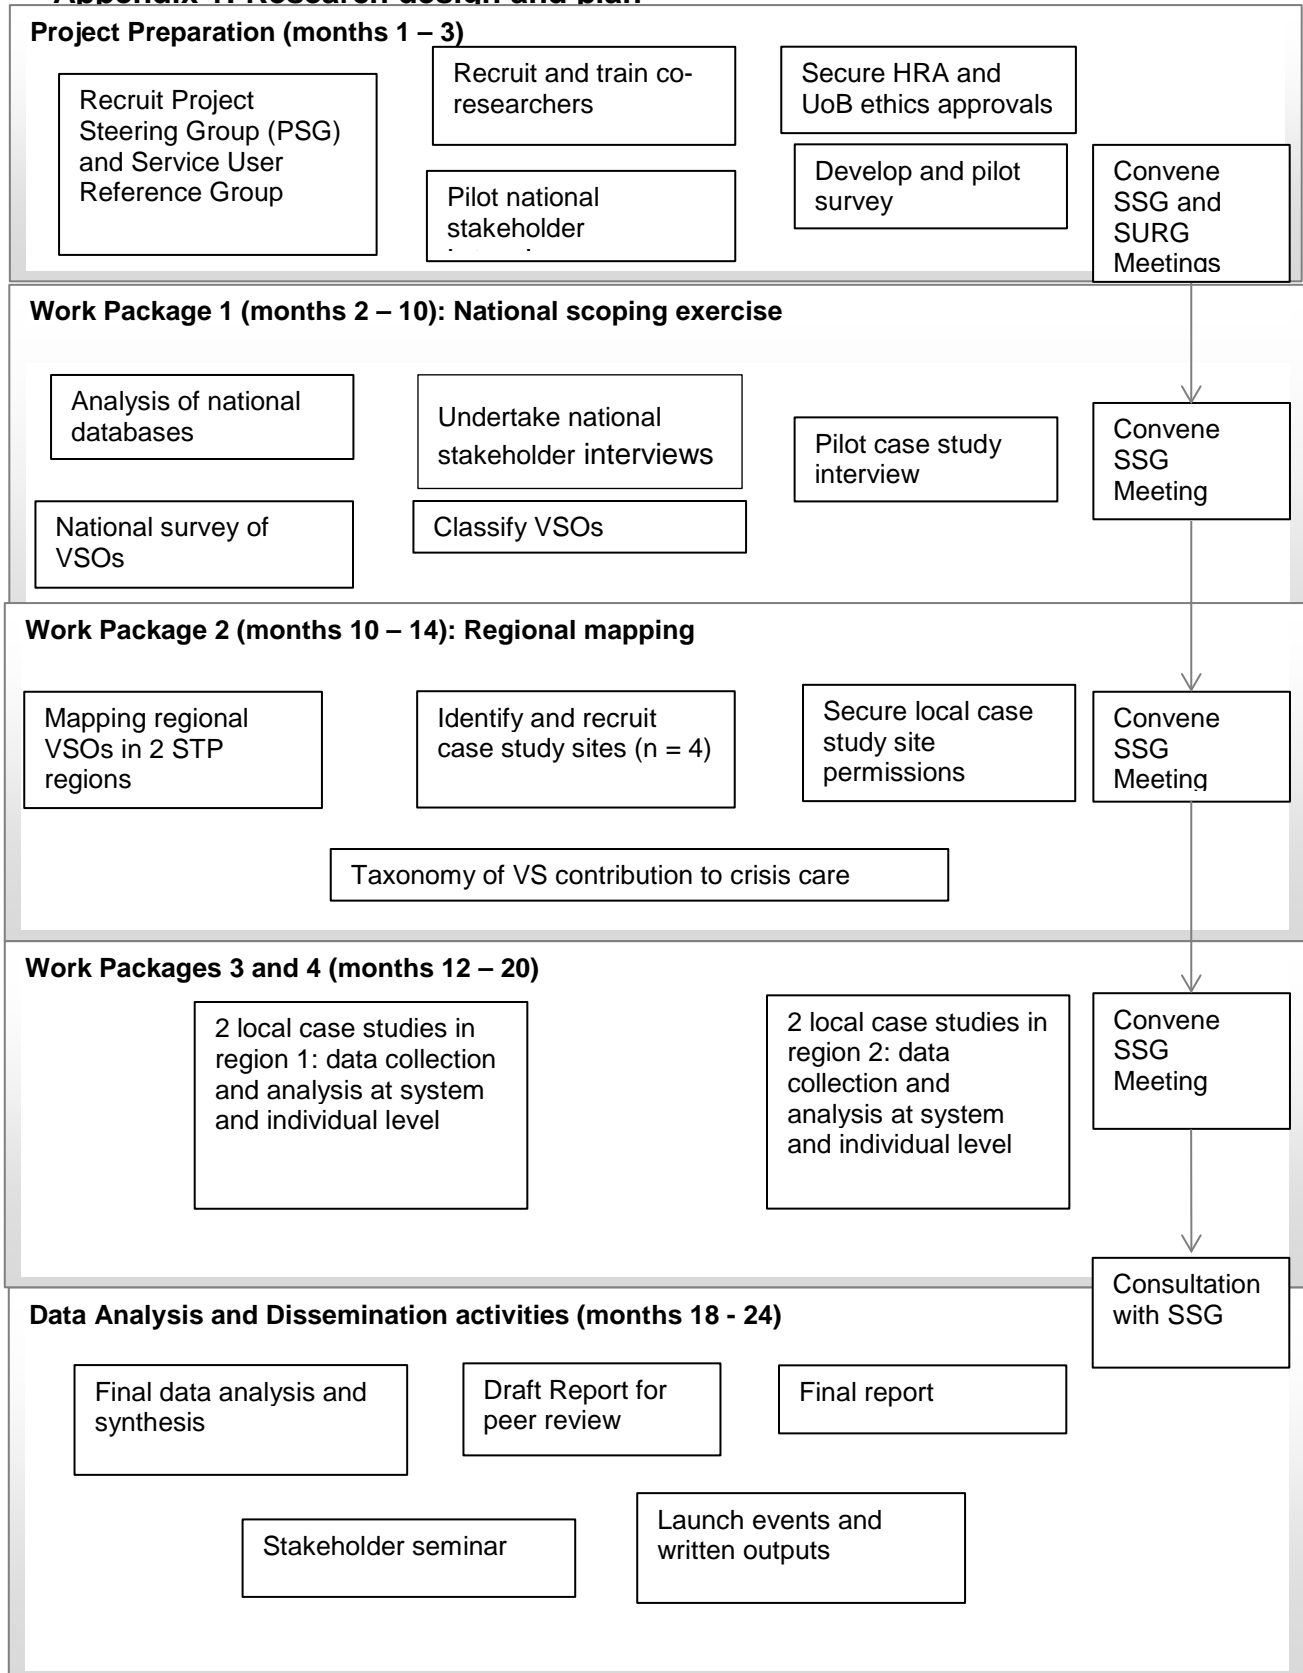 Appendix 1: Research design and plan
Project Preparation (months 1 – 3)
Recruit Project
Steering Group (PSG)
and Service User
Reference Group
Recruit and train co-
researchers
Secure HRA and
UoB ethics approvals
Pilot national
stakeholder
Develop and pilot
survey
Convene
SSG and
SURG
Meetings
Work Package 1 (months 2 – 10): National scoping exercise
Analysis of national
databases
Undertake national
stakeholder interviews
Pilot case study
interview
Convene
SSG
Meeting
National survey of
VSOs
Classify VSOs
Work Package 2 (months 10 – 14): Regional mapping
Mapping regional
VSOs in 2 STP
regions
Identify and recruit
case study sites (n = 4)
Secure local case
study site
permissions
Convene
SSG
Meeting
Taxonomy of VS contribution to crisis care
Work Packages 3 and 4 (months 12 – 20)
2 local case studies in
region 1: data collection
and analysis at system
and individual level
2 local case studies in
region 2: data
collection and
analysis at system
and individual level
Convene
SSG
Meeting
Consultation
with SSG
Data Analysis and Dissemination activities (months 18 - 24)
Final data analysis and
synthesis
Draft Report for
peer review
Final report
Stakeholder seminar
Launch events and
written outputs